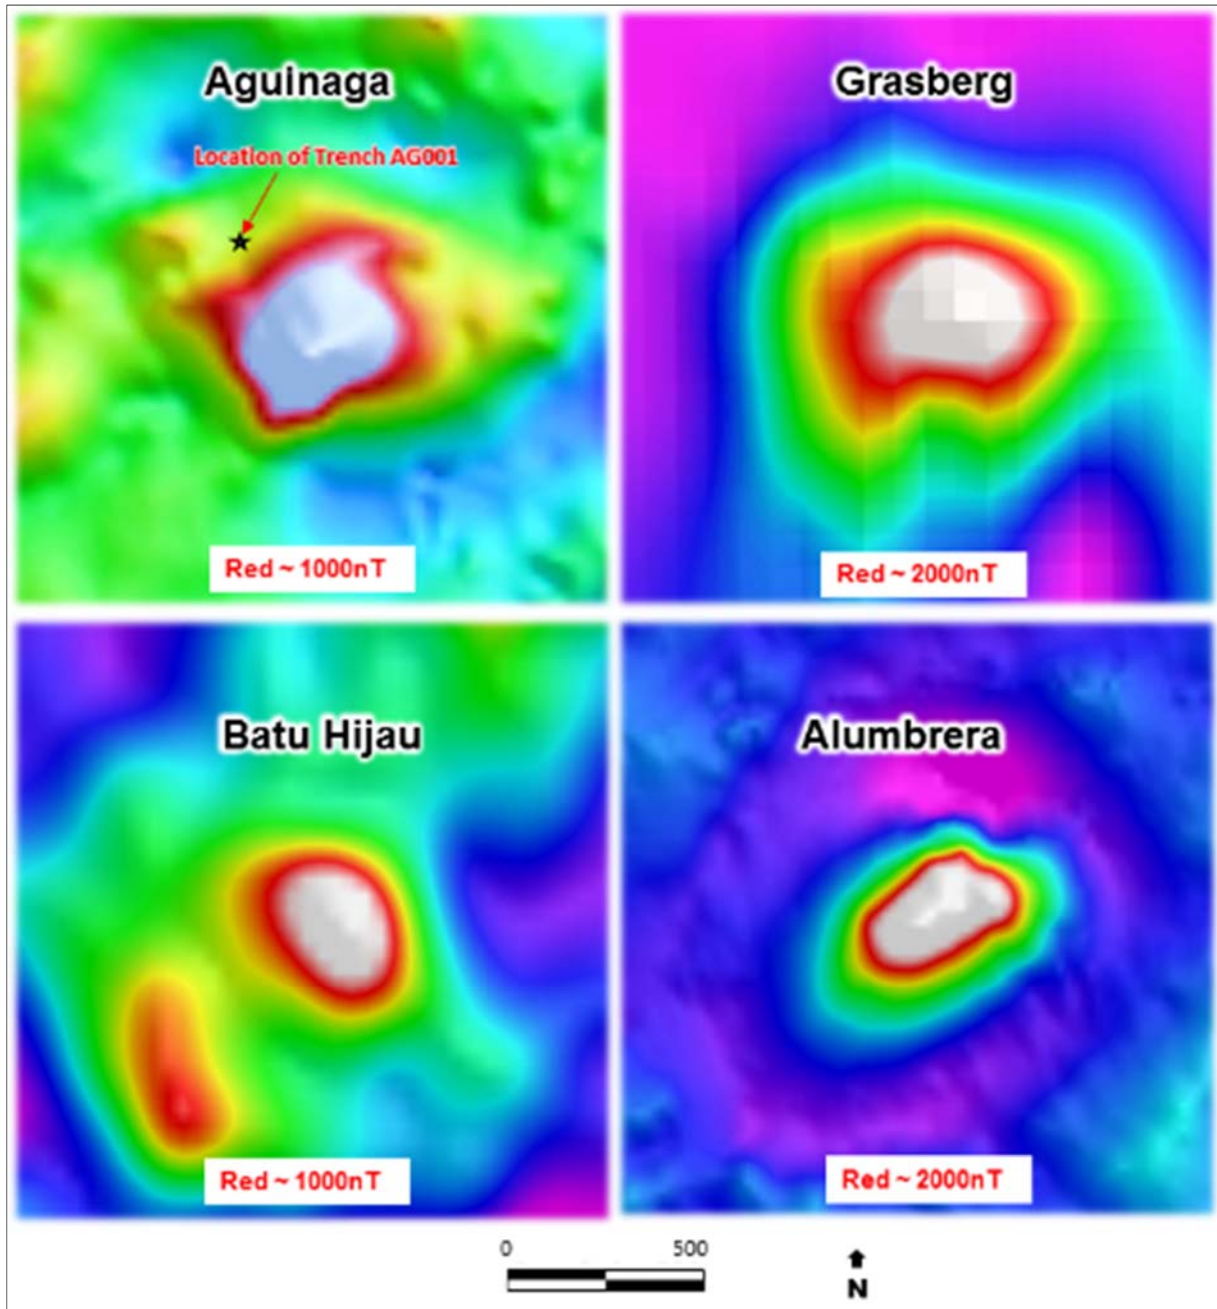 Aguinaga
Location of Trench AG001
Red ~ 1000nT
Grasberg
Red ~ 2000nT
Batu Hijau
Red ~ 1000nT
Alumbrera
Red ~ 2000nT
0 500
N